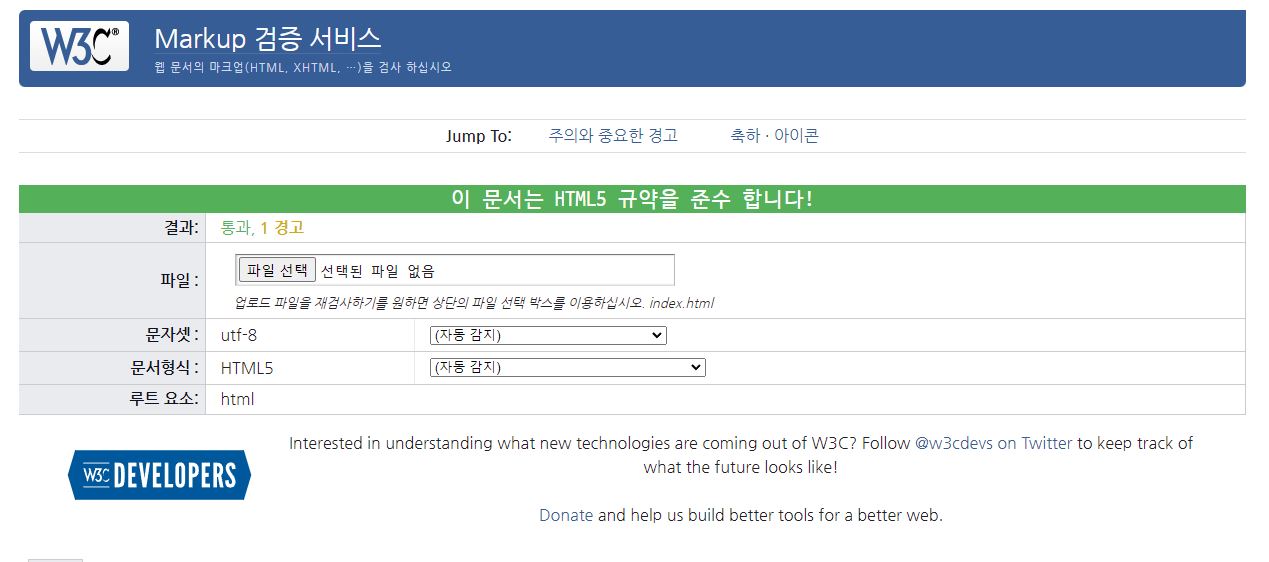 W3C® Markup 검증 서비스
웹 문서의 마크업(HTML, XHTML, …)을 검사 하십시오
Jump To: 주의와 중요한 경고 축하 · 아이콘
이 문서는 HTML5 규약을 준수 합니다!
결과: 통과, 1 경고
파일 : 파일 선택 선택된 파일 없음
업로드 파일을 재검사하기를 원하면 상단의 파일 선택 박스를 이용하십시오. index.html
문자셋 : utf-8 (자동 감지)
문서형식 : HTML5 (자동 감지)
루트 요소: html
W3C DEVELOPERS
Interested in understanding what new technologies are coming out of W3C? Follow @w3cdevs on Twitter to keep track of
what the future looks like!
Donate and help us build better tools for a better web.